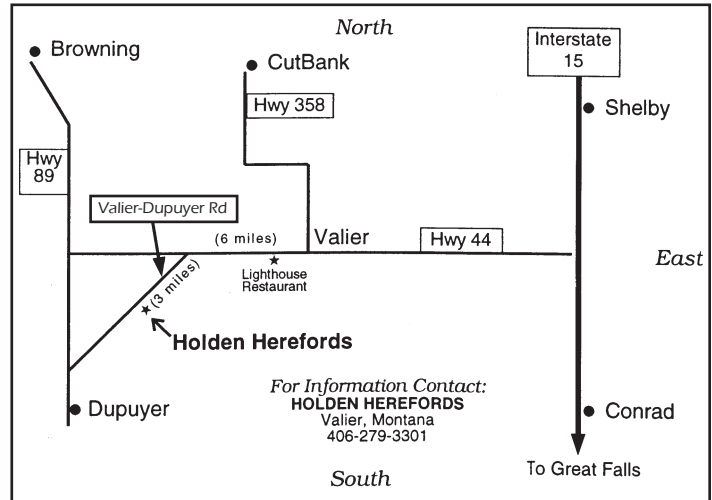 North
Browning
CutBank
Interstate
15
Hwy 358
Shelby
Hwy
89
Valier-Dupuyer Rd
(6 miles)
Valier
Hwy 44
East
Lighthouse
Restaurant
(3 miles)
Holden Herefords
For Information Contact:
HOLDEN HEREFORDS
Valier, Montana
406-279-3301
Dupuyer
Conrad
South
To Great Falls